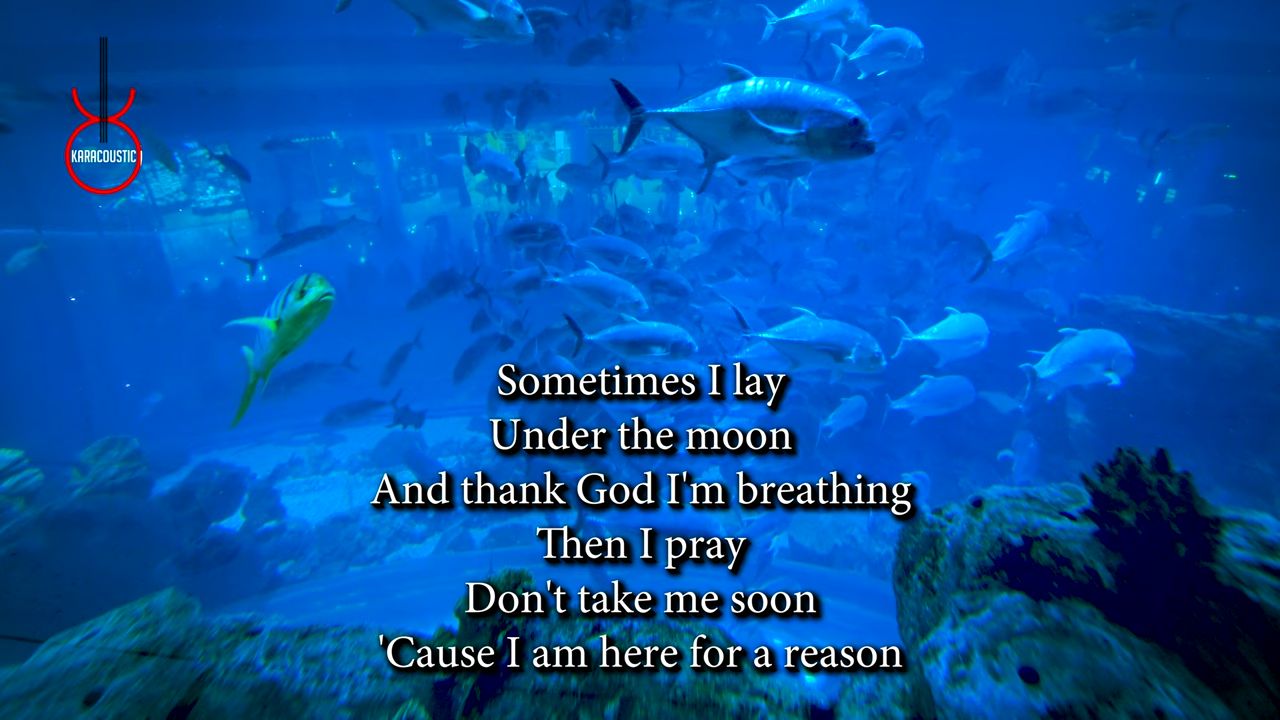 KARACOUSTIC
Sometimes I lay
Under the moon
And thank God I'm breathing
Then I pray
Don't take me soon
'Cause I am here for a reason